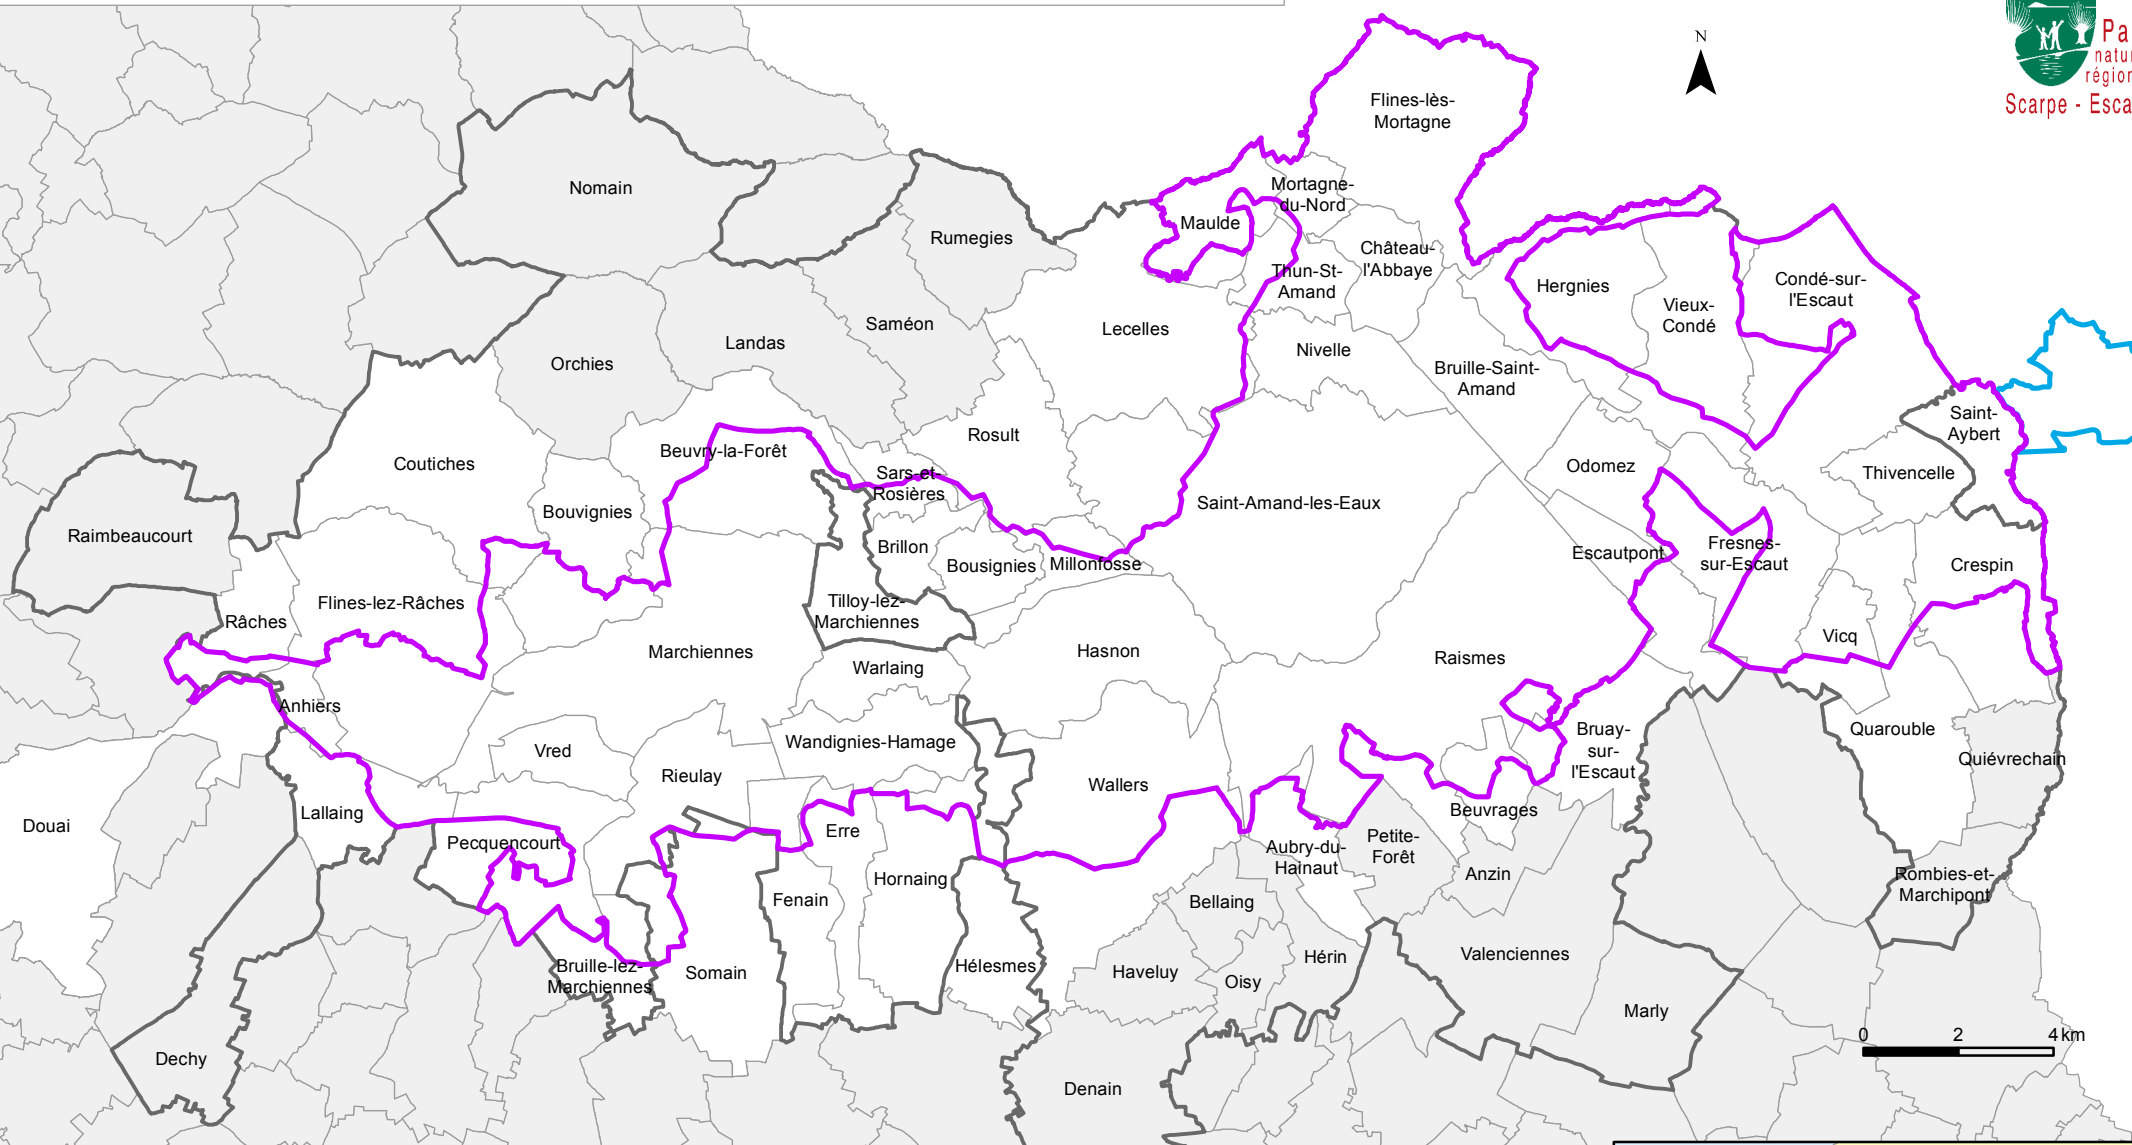 N
Pa
natu
région
Scarpe - Esca
Flines-lès-
Mortagne
Nomain
Mortagne-
du-Nord
Maulde
Rumegies
Château-
l'Abbaye
Thun-St-
Amand
Hergnies
Condé-sur-
l'Escaut
Vieux-
Condé
Saméon
Lecelles
Landas
Nivelle
Orchies
Bruille-Saint-
Amand
Saint-
Aybert
Rosult
Beuvry-la-Forêt
Coutiches
Odomez
Thivencelle
Sars-et-
Rosières
Saint-Amand-les-Eaux
Bouvignies
Raimbeaucourt
Brillon
Escautpont
Fresnes-
sur-Escaut
Bousignies
Millonfosse
Crespin
Flines-lez-Râches
Tilloy-lez-
Marchiennes
Râches
Vicq
Marchiennes
Hasnon
Raismes
Warlaing
Anhiers
Quarouble
Wandignies-Hamage
Vred
Bruay-
sur-
l'Escaut
Quiévrechain
Rieulay
Wallers
Lallaing
Beuvrages
Douai
Erre
Pecquencourt
Petite-
Forêt
Aubry-du-
Hainaut
Anzin
Hornaing
Rombies-et-
Marchipont
Fenain
Bellaing
Valenciennes
Hérin
Hélesmes
Haveluy
Somain
Bruille-lez-
Marchiennes
Oisy
Marly
0 2 4 km
Dechy
Denain